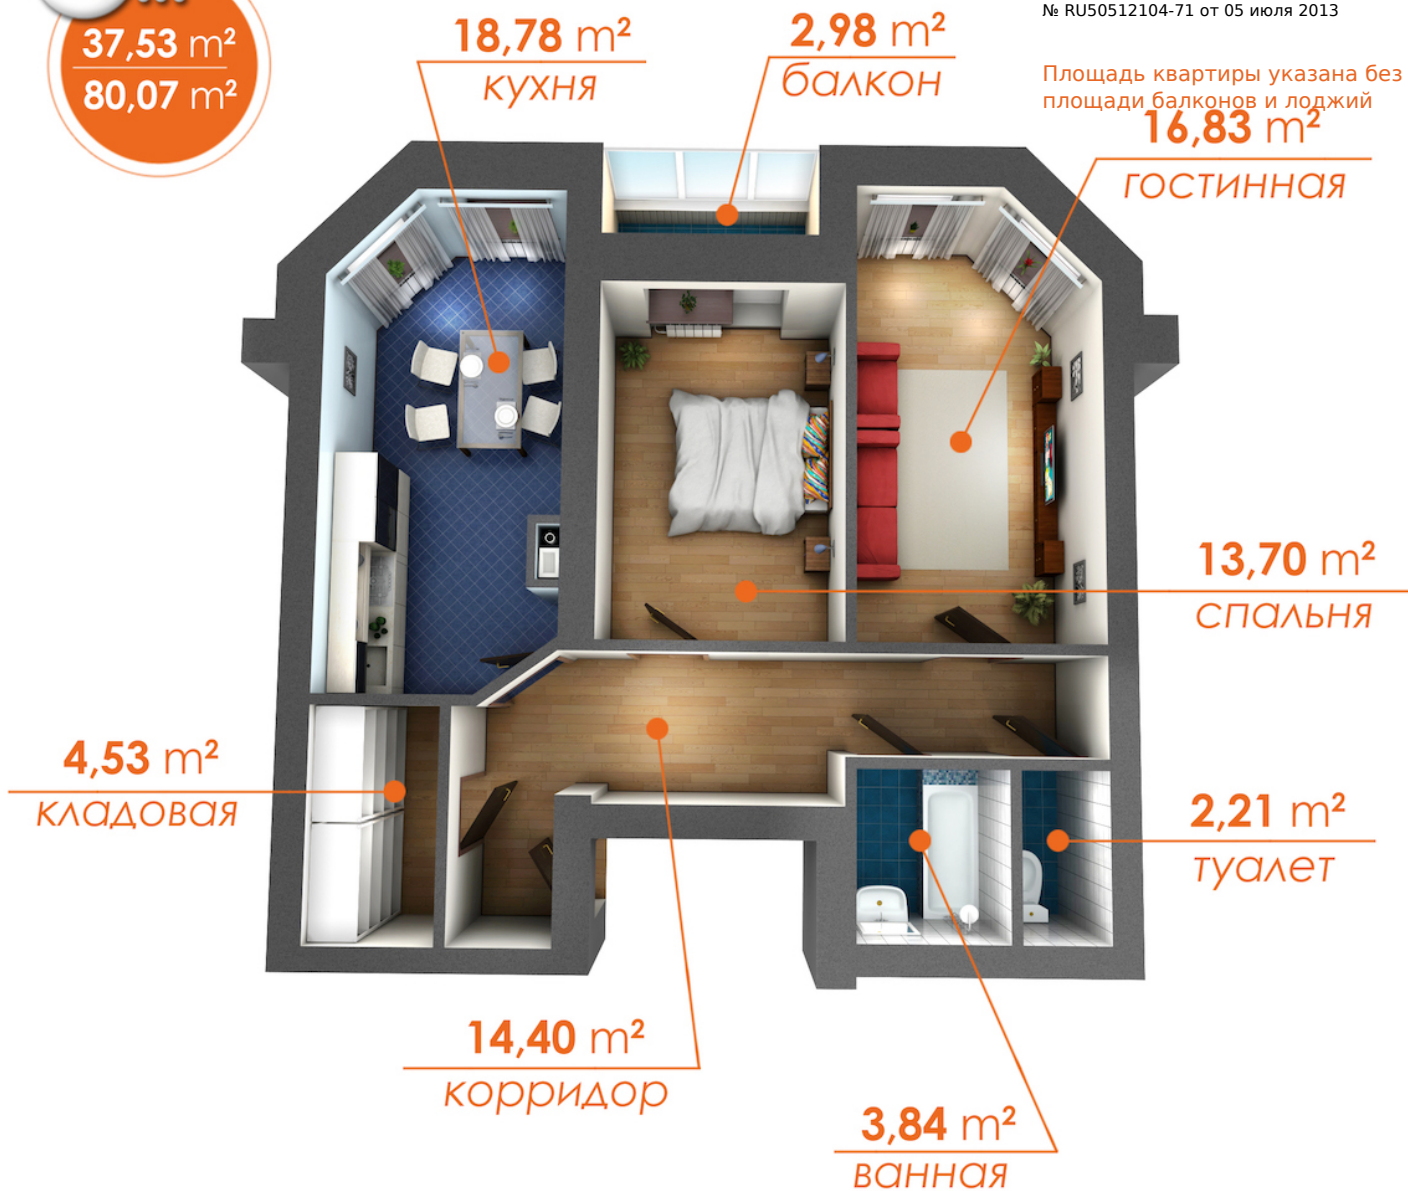 № RU50512104-71 от 05 июля 2013
37,53 m²
80,07 m²
18,78 m²
кухня
2,98 m²
балкон
Площадь квартиры указана без
площади балконов и лоджий
16,83 m²
гостинная
13,70 m²
спальня
4,53 m²
кладовая
2,21 m²
туалет
14,40 m²
корридор
3,84 m²
ванная